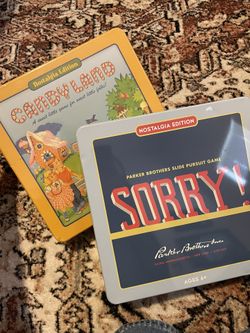 Nostalgia Edition
CANDY LAND
A sweet little game for sweet little folks!
NOSTALGIA EDITION
PARKER BROTHERS SLIDE PURSUIT GAME
SORRY!
Parker Brothers Inc.
AGES 6+